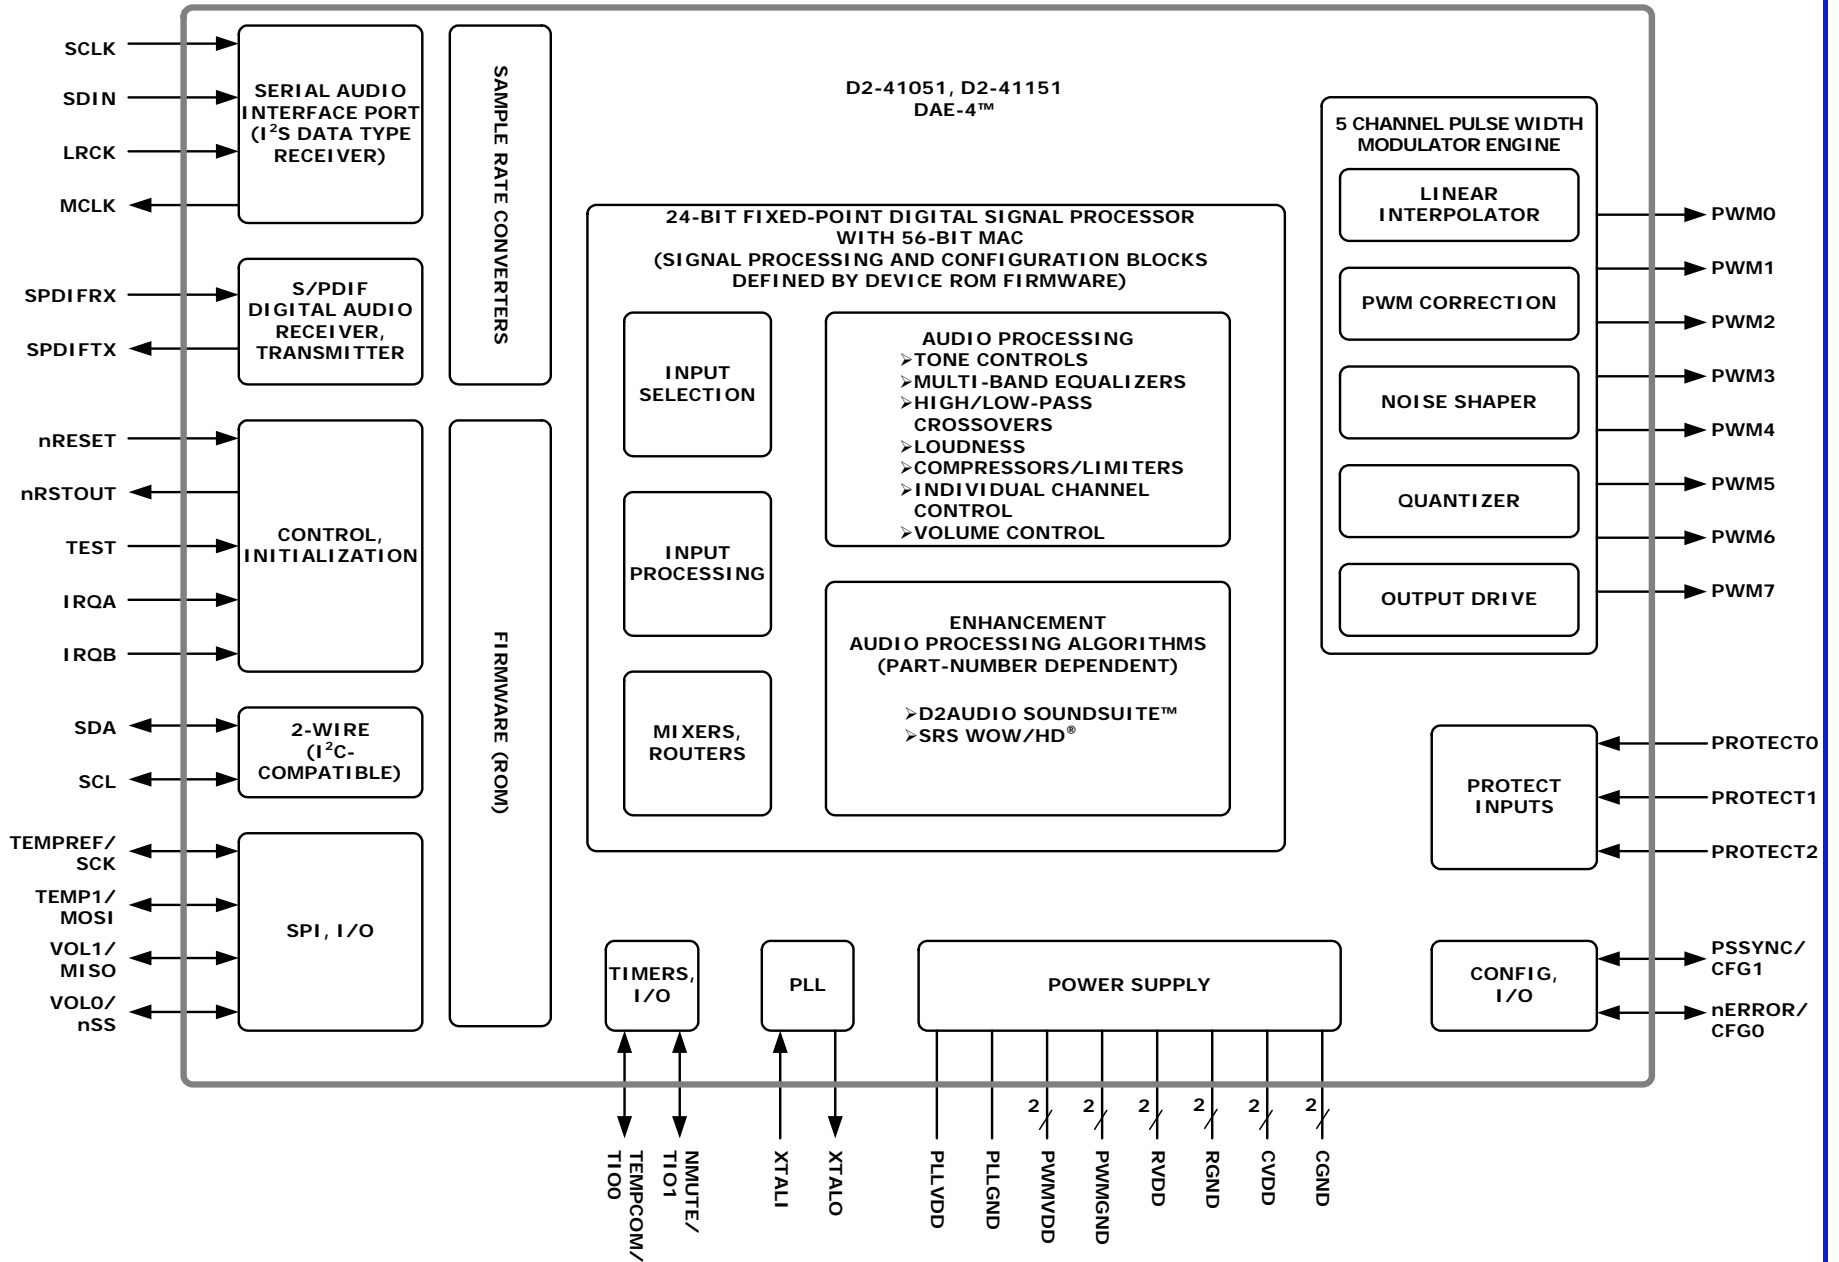 D2-41051, D2-41151
DAE-4™
SCLK
SDIN
LRCK
MCLK
SERIAL AUDIO
INTERFACE PORT
(I²S DATA TYPE
RECEIVER)
SPDIFRX
SPDIFTX
S/PDIF
DIGITAL AUDIO
RECEIVER,
TRANSMITTER
nRESET
nRSTOUT
TEST
IRQA
IRQB
CONTROL,
INITIALIZATION
SDA
SCL
2-WIRE
(I²C-
COMPATIBLE)
TEMPREF/
SCK
TEMP1/
MOSI
VOL1/
MISO
VOL0/
nSS
SPI, I/O
SAMPLE RATE CONVERTERS
FIRMWARE (ROM)
24-BIT FIXED-POINT DIGITAL SIGNAL PROCESSOR
WITH 56-BIT MAC
(SIGNAL PROCESSING AND CONFIGURATION BLOCKS
DEFINED BY DEVICE ROM FIRMWARE)
INPUT
SELECTION
INPUT
PROCESSING
MIXERS,
ROUTERS
AUDIO PROCESSING
➢TONE CONTROLS
➢MULTI-BAND EQUALIZERS
➢HIGH/LOW-PASS
CROSSOVERS
➢LOUDNESS
➢COMPRESSORS/LIMITERS
➢INDIVIDUAL CHANNEL
CONTROL
➢VOLUME CONTROL
ENHANCEMENT
AUDIO PROCESSING ALGORITHMS
(PART-NUMBER DEPENDENT)
➢D2AUDIO SOUNDSUITE™
➢SRS WOW/HD®
5 CHANNEL PULSE WIDTH
MODULATOR ENGINE
LINEAR
INTERPOLATOR
PWM CORRECTION
NOISE SHAPER
QUANTIZER
OUTPUT DRIVE
PWM0
PWM1
PWM2
PWM3
PWM4
PWM5
PWM6
PWM7
PROTECT
INPUTS
PROTECT0
PROTECT1
PROTECT2
CONFIG,
I/O
PSSYNC/
CFG1
nERROR/
CFG0
TIMERS,
I/O
PLL
POWER SUPPLY
2
2
2
2
2
2
TEMPCOM/
TIO0
NMUTE/
TIO1
XTALI
XTALO
PLLVDD
PLLGND
PWMVDD
PWMGND
RVDD
RGND
CVDD
CGND